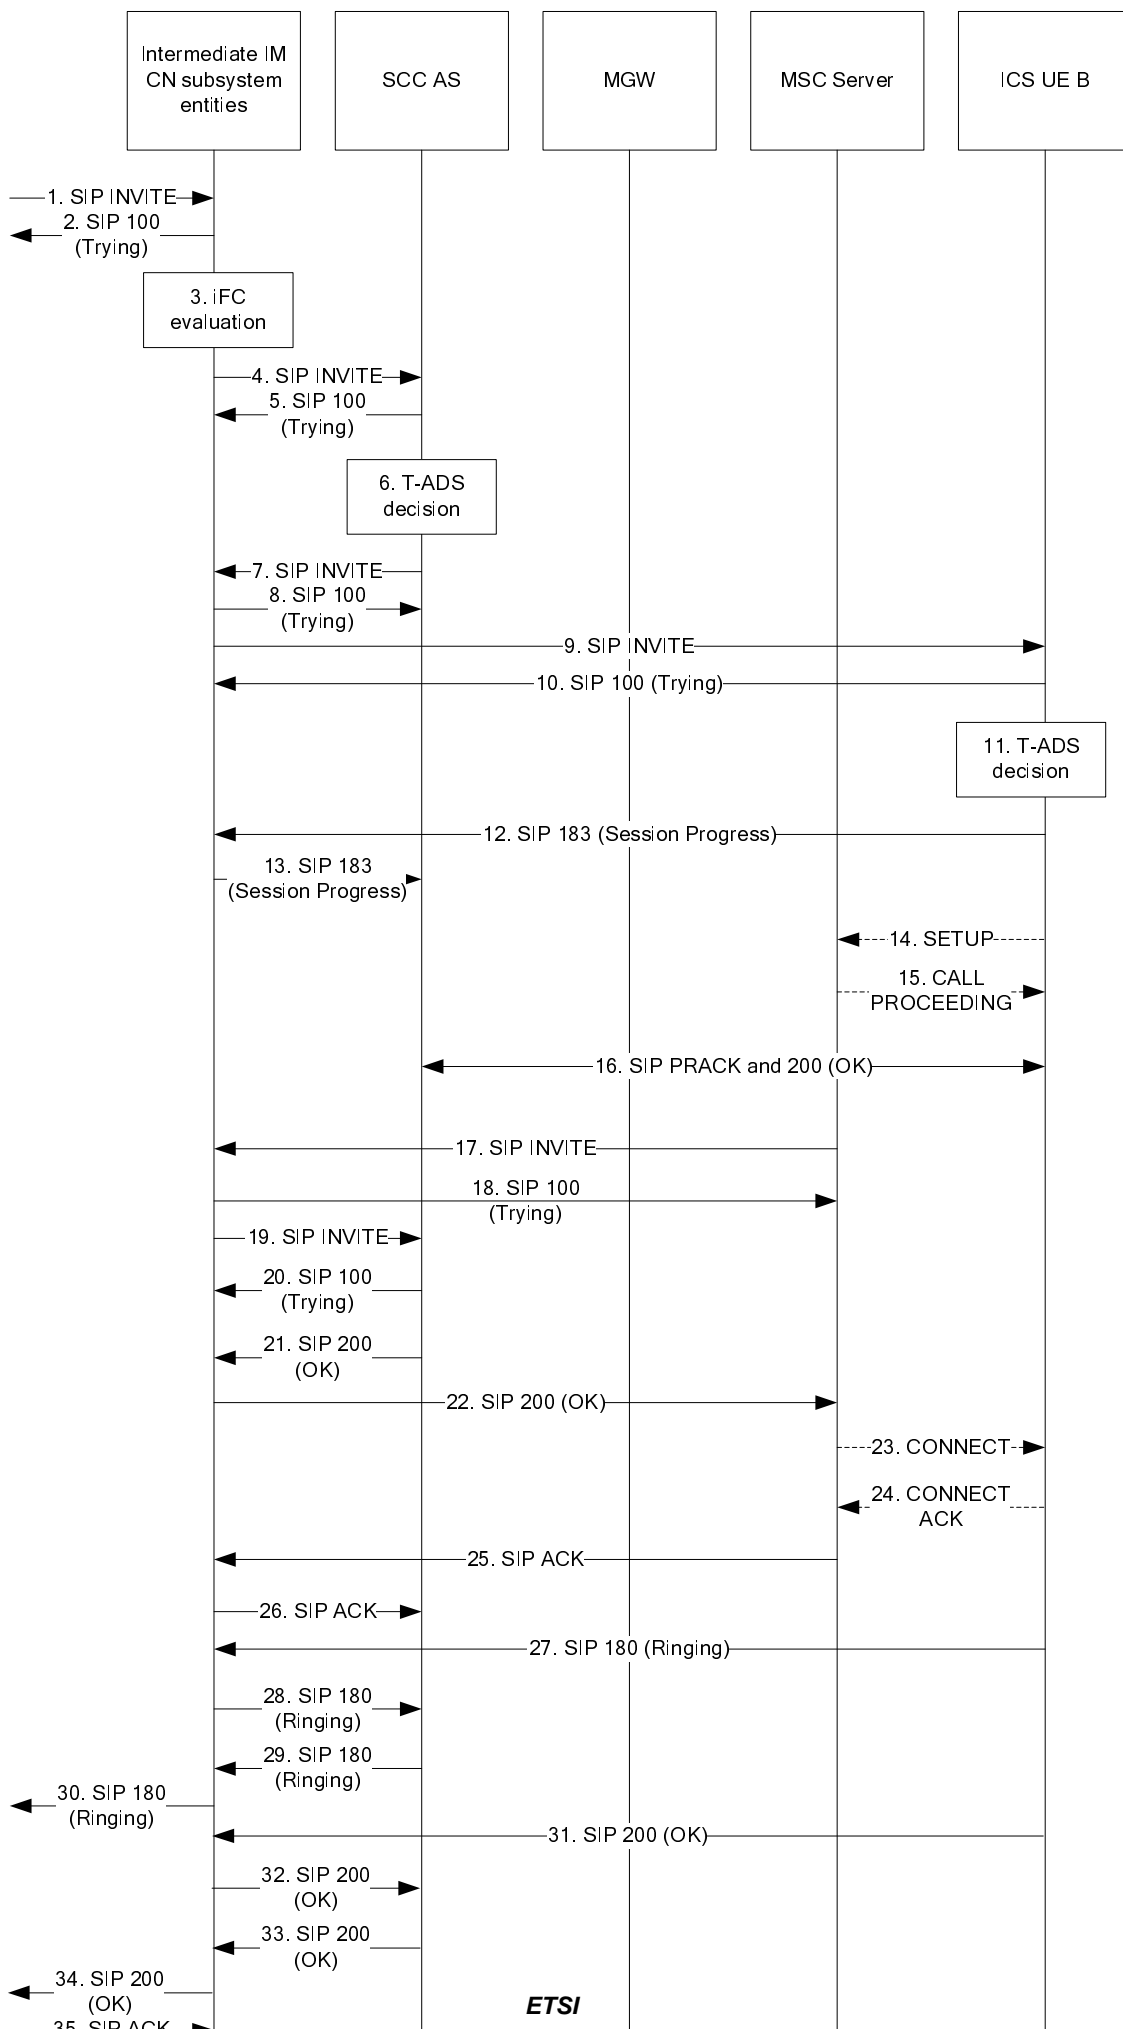 Intermediate IM
CN subsystem
entities
SCC AS
MGW
MSC Server
ICS UE B
1. SIP INVITE
2. SIP 100
(Trying)
3. iFC
evaluation
4. SIP INVITE
5. SIP 100
(Trying)
6. T-ADS
decision
7. SIP INVITE
8. SIP 100
(Trying)
9. SIP INVITE
10. SIP 100 (Trying)
11. T-ADS
decision
12. SIP 183 (Session Progress)
13. SIP 183
(Session Progress)
14. SETUP
15. CALL
PROCEEDING
16. SIP PRACK and 200 (OK)
17. SIP INVITE
18. SIP 100
(Trying)
19. SIP INVITE
20. SIP 100
(Trying)
21. SIP 200
(OK)
22. SIP 200 (OK)
23. CONNECT
24. CONNECT
ACK
25. SIP ACK
26. SIP ACK
27. SIP 180 (Ringing)
28. SIP 180
(Ringing)
29. SIP 180
(Ringing)
30. SIP 180
(Ringing)
31. SIP 200 (OK)
32. SIP 200
(OK)
33. SIP 200
(OK)
34. SIP 200
(OK)
ETSI
35. SIP ACK